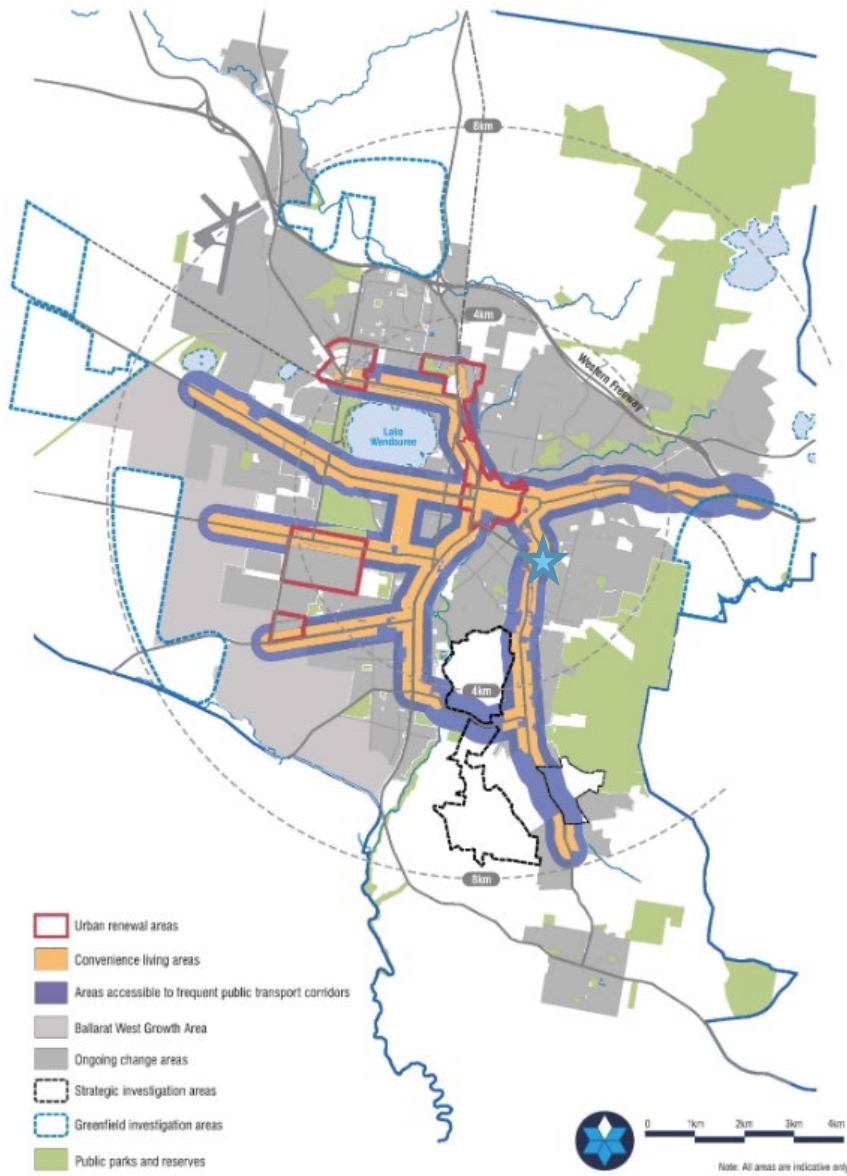 8km
4km
Western Freeway
Lake
Wendouree
4km
8km
Urban renewal areas
Convenience living areas
Areas accessible to frequent public transport corridors
Ballarat West Growth Area
Ongoing change areas
Strategic investigation areas
Greenfield investigation areas
Public parks and reserves
0 1km 2km 3km 4km
Note: All areas are indicative only